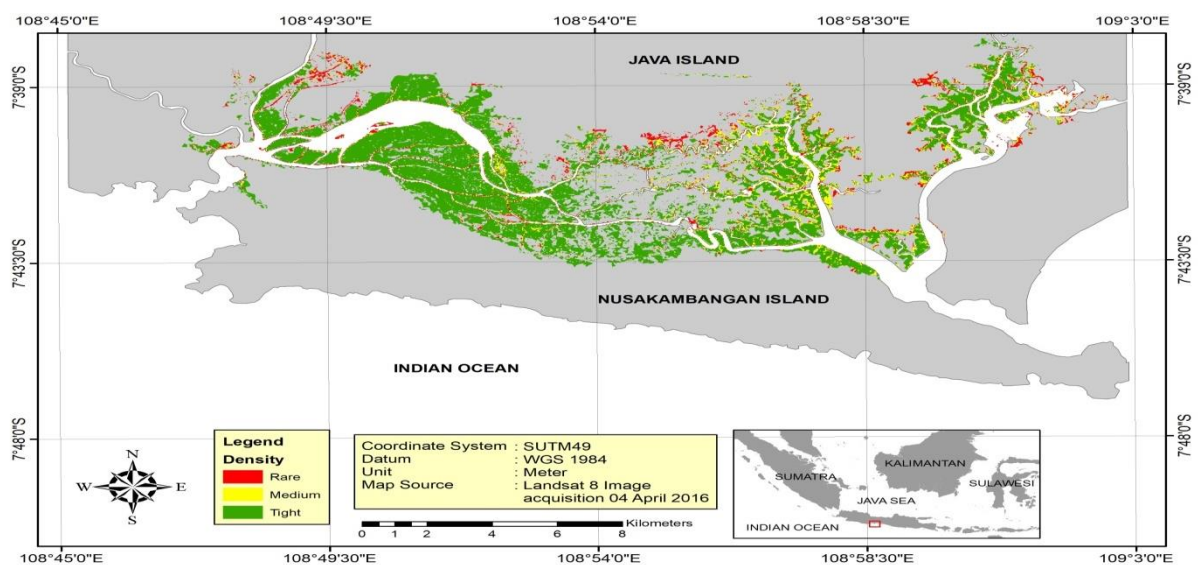 108°45'0"E 108°49'30"E 108°54'0"E 108°58'30"E 109°3'0"E
7°39'0"S 7°39'0"S
JAVA ISLAND
7°43'30"S 7°43'30"S
NUSAKAMBANGAN ISLAND
INDIAN OCEAN
7°48'0"S 7°48'0"S
N
W E
S
Legend
Density
Rare
Medium
Tight
Coordinate System : SUTM49
Datum : WGS 1984
Unit : Meter
Map Source : Landsat 8 Image
acquisition 04 April 2016
Kilometers
0 1 2 4 6 8
KALIMANTAN
SUMATRA
SULAWESI
JAVA SEA
INDIAN OCEAN
108°45'0"E 108°49'30"E 108°54'0"E 108°58'30"E 109°3'0"E